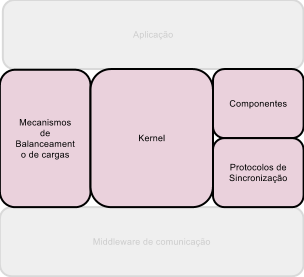 Aplicação
Mecanismos
de
Balanceament
o de cargas
Kernel
Componentes
Protocolos de
Sincronização
Middleware de comunicação